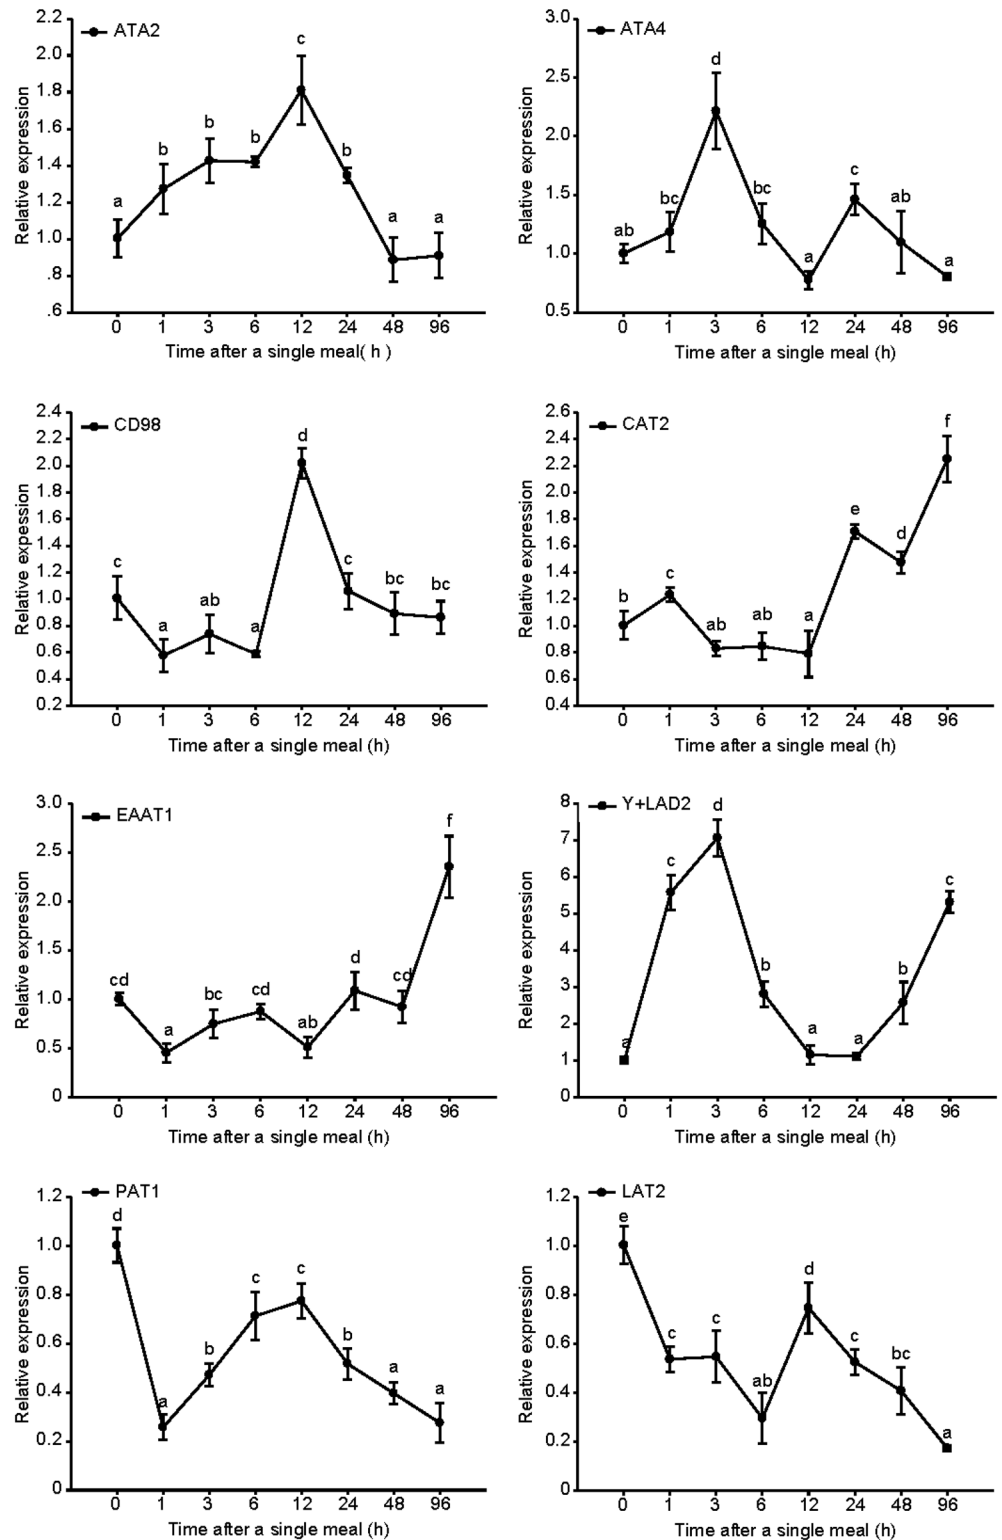 ATA2
2.2
2.0
1.8
1.6
1.4
1.2
1.0
.8
.6
Relative expression
a
b
b
b
c
b
a
a
0 1 3 6 12 24 48 96
Time after a single meal( h )
ATA4
3.0
2.5
2.0
1.5
1.0
0.5
Relative expression
ab
bc
d
bc
a
c
ab
a
0 1 3 6 12 24 48 96
Time after a single meal (h)
CD98
2.4
2.2
2.0
1.8
1.6
1.4
1.2
1.0
0.8
0.6
0.4
0.2
Relative expession
c
a
ab
a
d
c
bc
bc
0 1 3 6 12 24 48 96
Time after a single meal (h)
CAT2
2.6
2.4
2.2
2.0
1.8
1.6
1.4
1.2
1.0
0.8
0.6
0.4
Relative expression
b
c
ab
ab
a
e
d
f
0 1 3 6 12 24 48 96
Time after a single meal (h)
EAAT1
3.0
2.5
2.0
1.5
1.0
0.5
0
Relative expression
cd
a
bc
cd
ab
d
cd
f
0 1 3 6 12 24 48 96
Time after a single meal (h)
Y+LAD2
8
7
6
5
3
2
1
0
Relative expression
a
c
d
b
a
a
b
c
0 1 3 6 12 24 48 96
Time after a single meal (h)
PAT1
1.2
1.0
0.8
0.6
0.4
0.2
0
Relative expression
d
a
b
c
c
b
a
a
0 1 3 6 12 24 48 96
Time after a single meal (h)
LAT2
1.2
1.0
0.8
0.6
0.4
0.2
0
Relative expression
e
c
c
ab
d
c
bc
a
0 1 3 6 12 24 48 96
Time after a single meal (h)